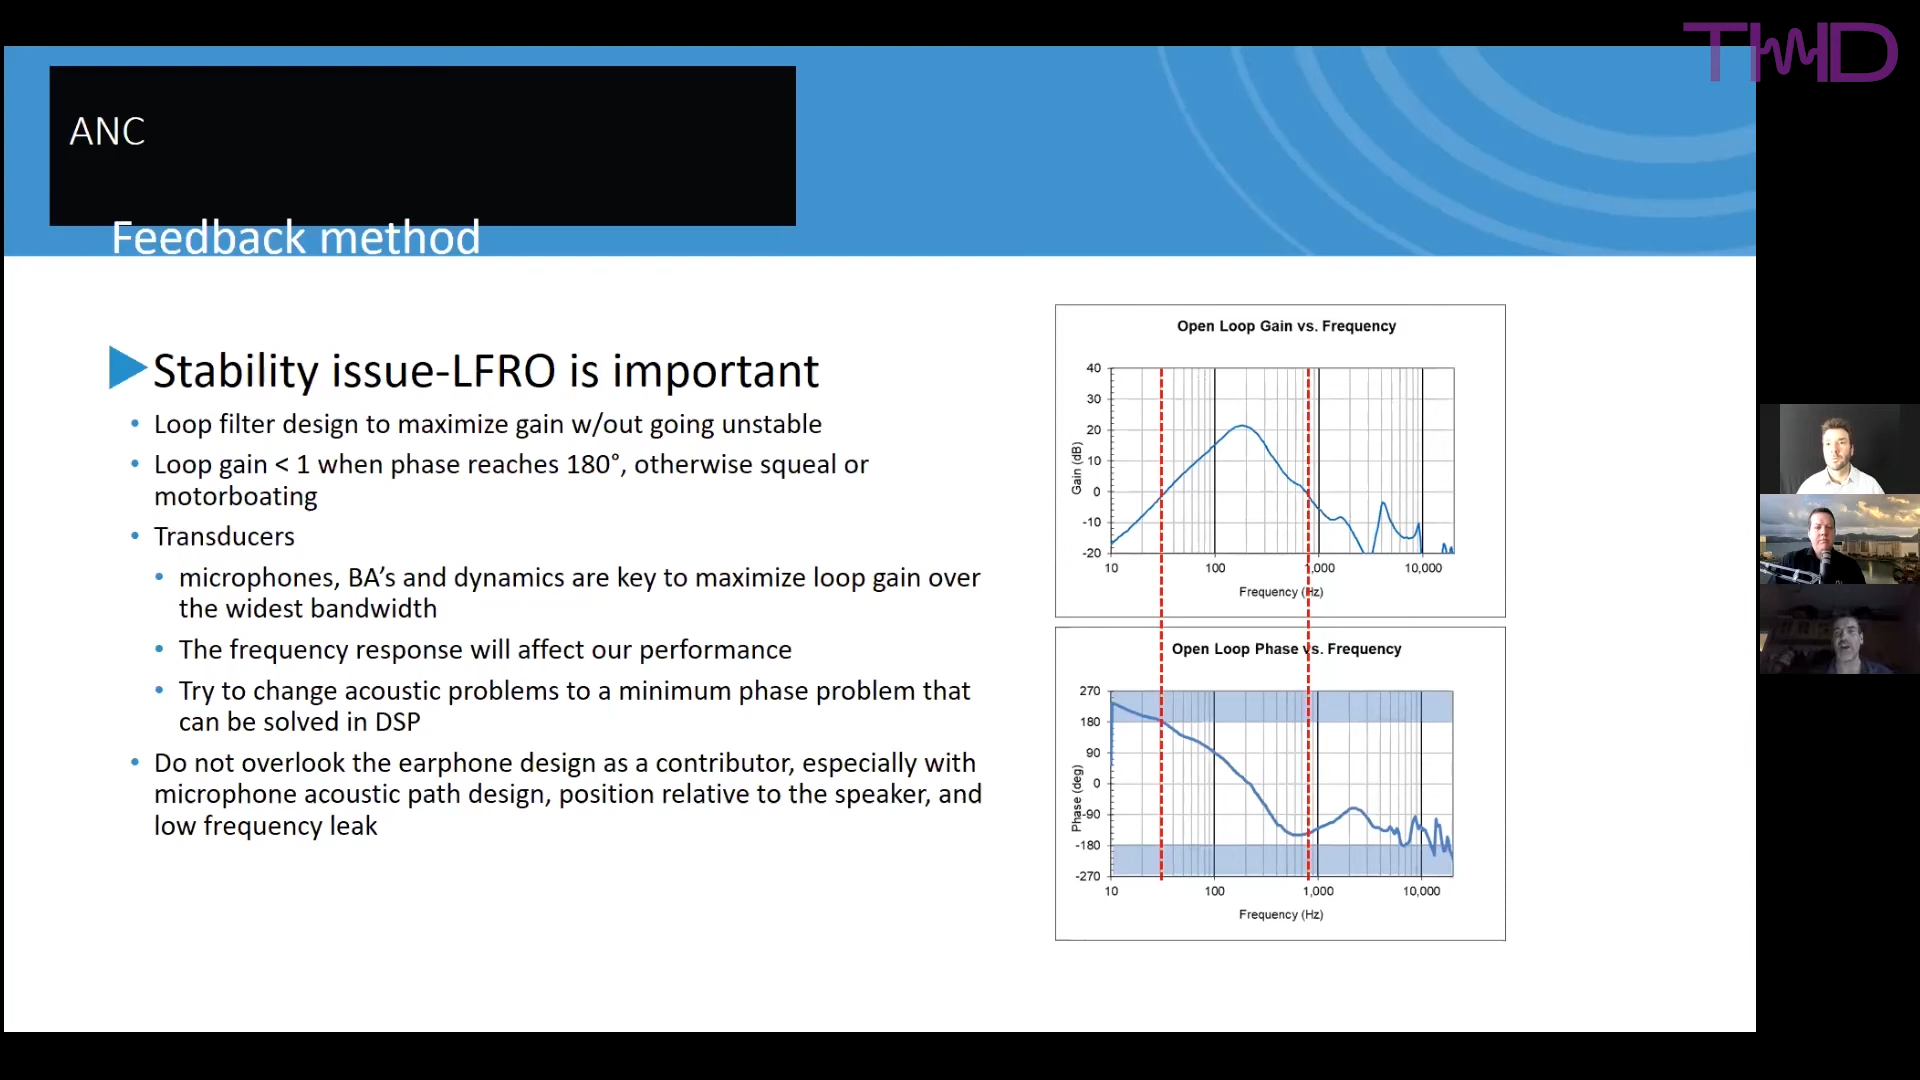 TWD
ANC
Feedback method
Stability issue-LFRO is important
• Loop filter design to maximize gain w/out going unstable
• Loop gain < 1 when phase reaches 180°, otherwise squeal or
motorboating
• Transducers
• microphones, BA’s and dynamics are key to maximize loop gain over
the widest bandwidth
• The frequency response will affect our performance
• Try to change acoustic problems to a minimum phase problem that
can be solved in DSP
• Do not overlook the earphone design as a contributor, especially with
microphone acoustic path design, position relative to the speaker, and
low frequency leak
Open Loop Gain vs. Frequency
Gain (dB)
40
30
20
10
0
-10
-20
10 100 1,000 10,000
Frequency (Hz)
Open Loop Phase vs. Frequency
Phase (deg)
270
180
90
0
-90
-180
-270
10 100 1,000 10,000
Frequency (Hz)